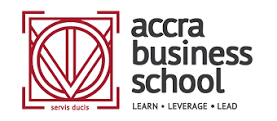 accra
business
school
servis ducis
LEARN • LEVERAGE • LEAD